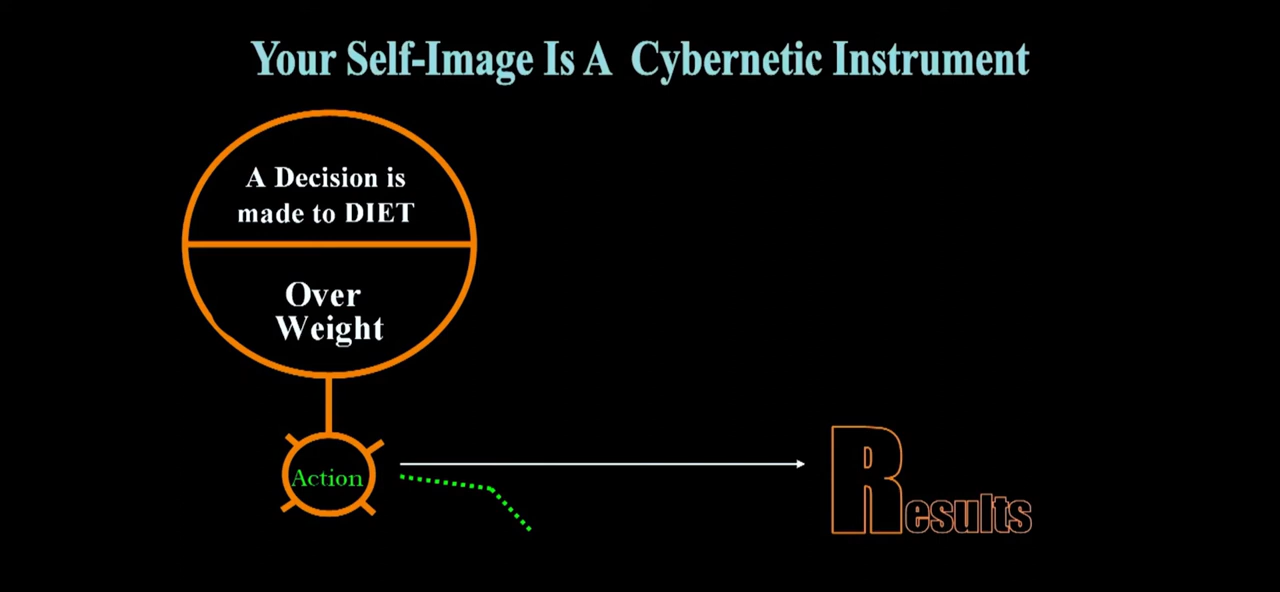 Your Self-Image Is A Cybernetic Instrument
A Decision is
made to DIET
Over
Weight
Action
Results